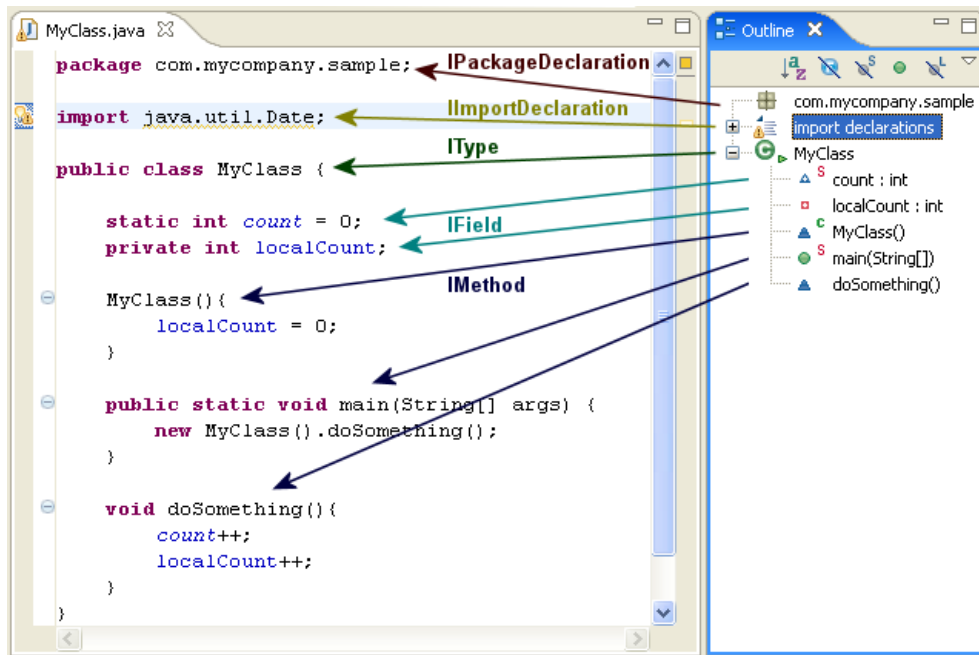 MyClass.java
package com.mycompany.sample;
import java.util.Date;
public class MyClass {
static int count = 0;
private int localCount;
MyClass(){
localCount = 0;
}
public static void main(String[] args) {
new MyClass().doSomething();
}
void doSomething(){
count++;
localCount++;
}
}
IPackageDeclaration
IImportDeclaration
IType
IField
IMethod
Outline
com.mycompany.sample
import declarations
MyClass
S count : int
localCount : int
C MyClass()
S main(String[])
doSomething()